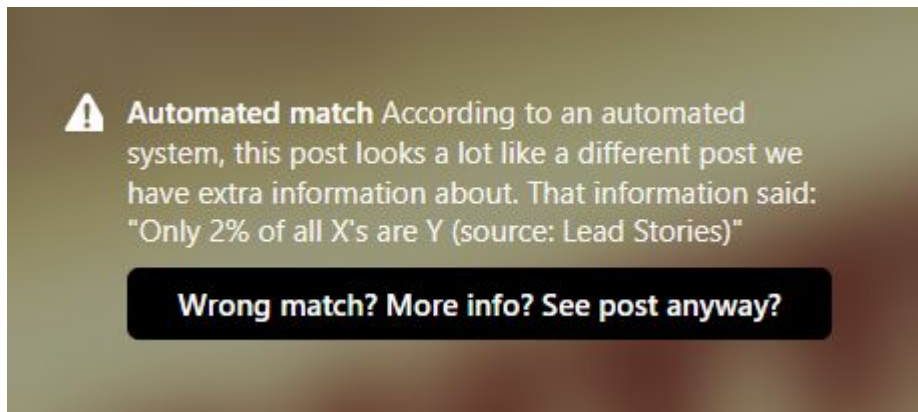 Automated match According to an automated
system, this post looks a lot like a different post we
have extra information about. That information said:
"Only 2% of all X's are Y (source: Lead Stories)"
Wrong match? More info? See post anyway?